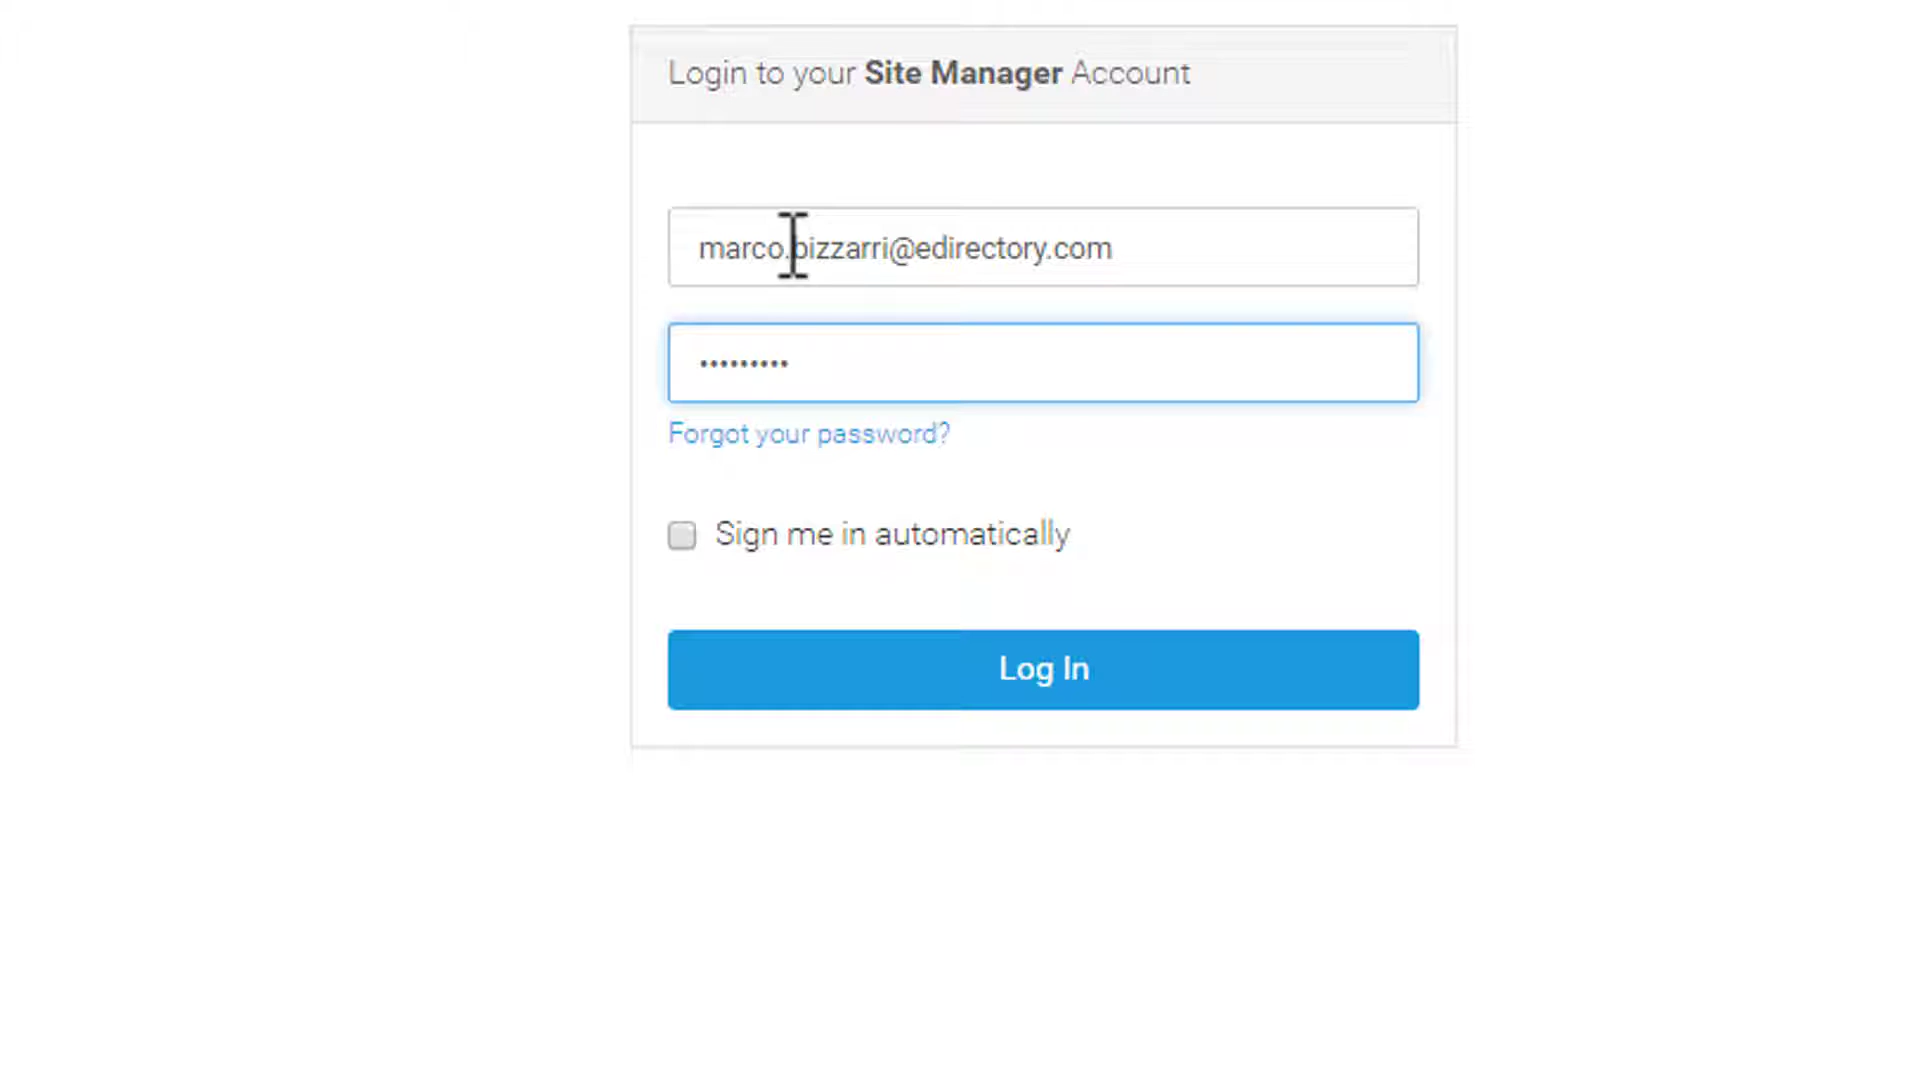 Login to your Site Manager Account
marco.bizzarri@edirectory.com
•••••••••
Forgot your password?
Sign me in automatically
Log In